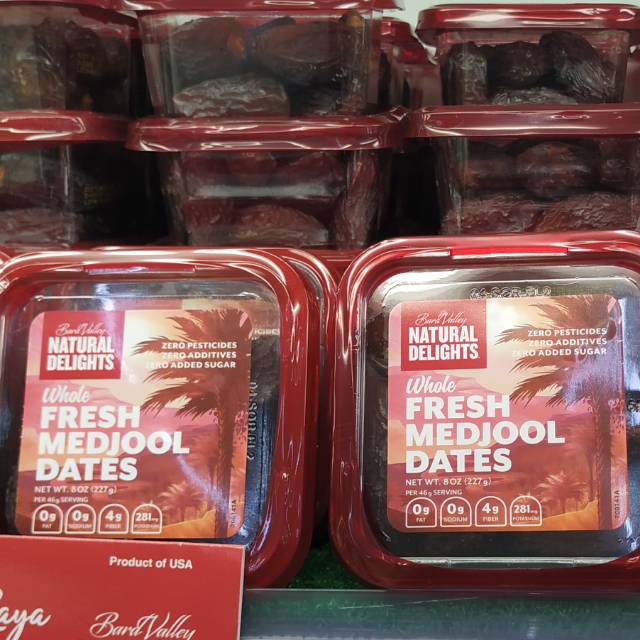 Bard Valley
NATURAL
DELIGHTS
ZERO PESTICIDES
ZERO ADDITIVES
ZERO ADDED SUGAR
Whole
FRESH
MEDJOOL
DATES
NET WT. 8 OZ (227g)
PER 46g SERVING
0g 0g 4g 281mg
FAT SODIUM FIBER POTASSIUM
Bard Valley
NATURAL
DELIGHTS
ZERO PESTICIDES
ZERO ADDITIVES
ZERO ADDED SUGAR
Whole
FRESH
MEDJOOL
DATES
NET WT. 8 OZ (227g)
PER 46g SERVING
0g 0g 4g 281mg
FAT SODIUM FIBER POTASSIUM
Product of USA
Bard Valley